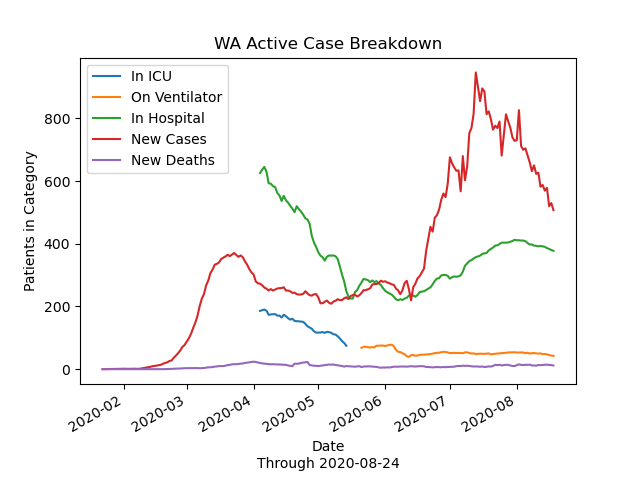 WA Active Case Breakdown
In ICU
On Ventilator
In Hospital
New Cases
New Deaths
Patients in Category
800
600
400
200
0
2020-02
2020-03
2020-04
2020-05
2020-06
2020-07
2020-08
Date
Through 2020-08-24